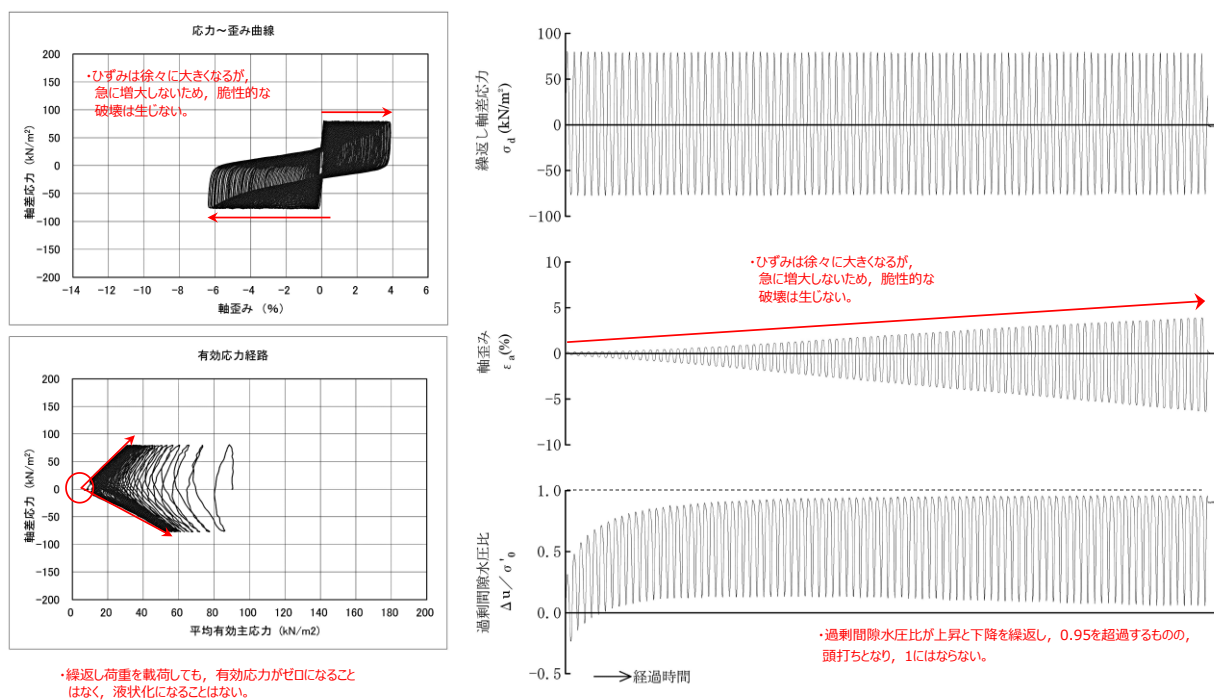 応力～歪み曲線
200
150
100
50
0
-50
-100
-150
-200
軸差応力 (kN/m²)
・ひずみは徐々に大きくなるが，
急に増大しないため，脆性的な
破壊は生じない。
-14 -12 -10 -8 -6 -4 -2 0 2 4 6
軸歪み (%)
有効応力経路
200
150
100
50
0
-50
-100
-150
-200
軸差応力 (kN/m²)
0 20 40 60 80 100 120 140 160 180 200
平均有効主応力 (kN/m2)
・繰返し荷重を載荷しても，有効応力がゼロになること
はなく，液状化になることはない。
繰返し軸差応力
σd (kN/m²)
100
50
0
-50
-100
・ひずみは徐々に大きくなるが，
急に増大しないため，脆性的な
破壊は生じない。
軸歪み
εa(%)
10
5
0
-5
-10
過剰間隙水圧比
Δu／σ'0
1.0
0.5
0.0
-0.5
・過剰間隙水圧比が上昇と下降を繰返し，0.95を超過するものの，
頭打ちとなり，1にはならない。
→経過時間